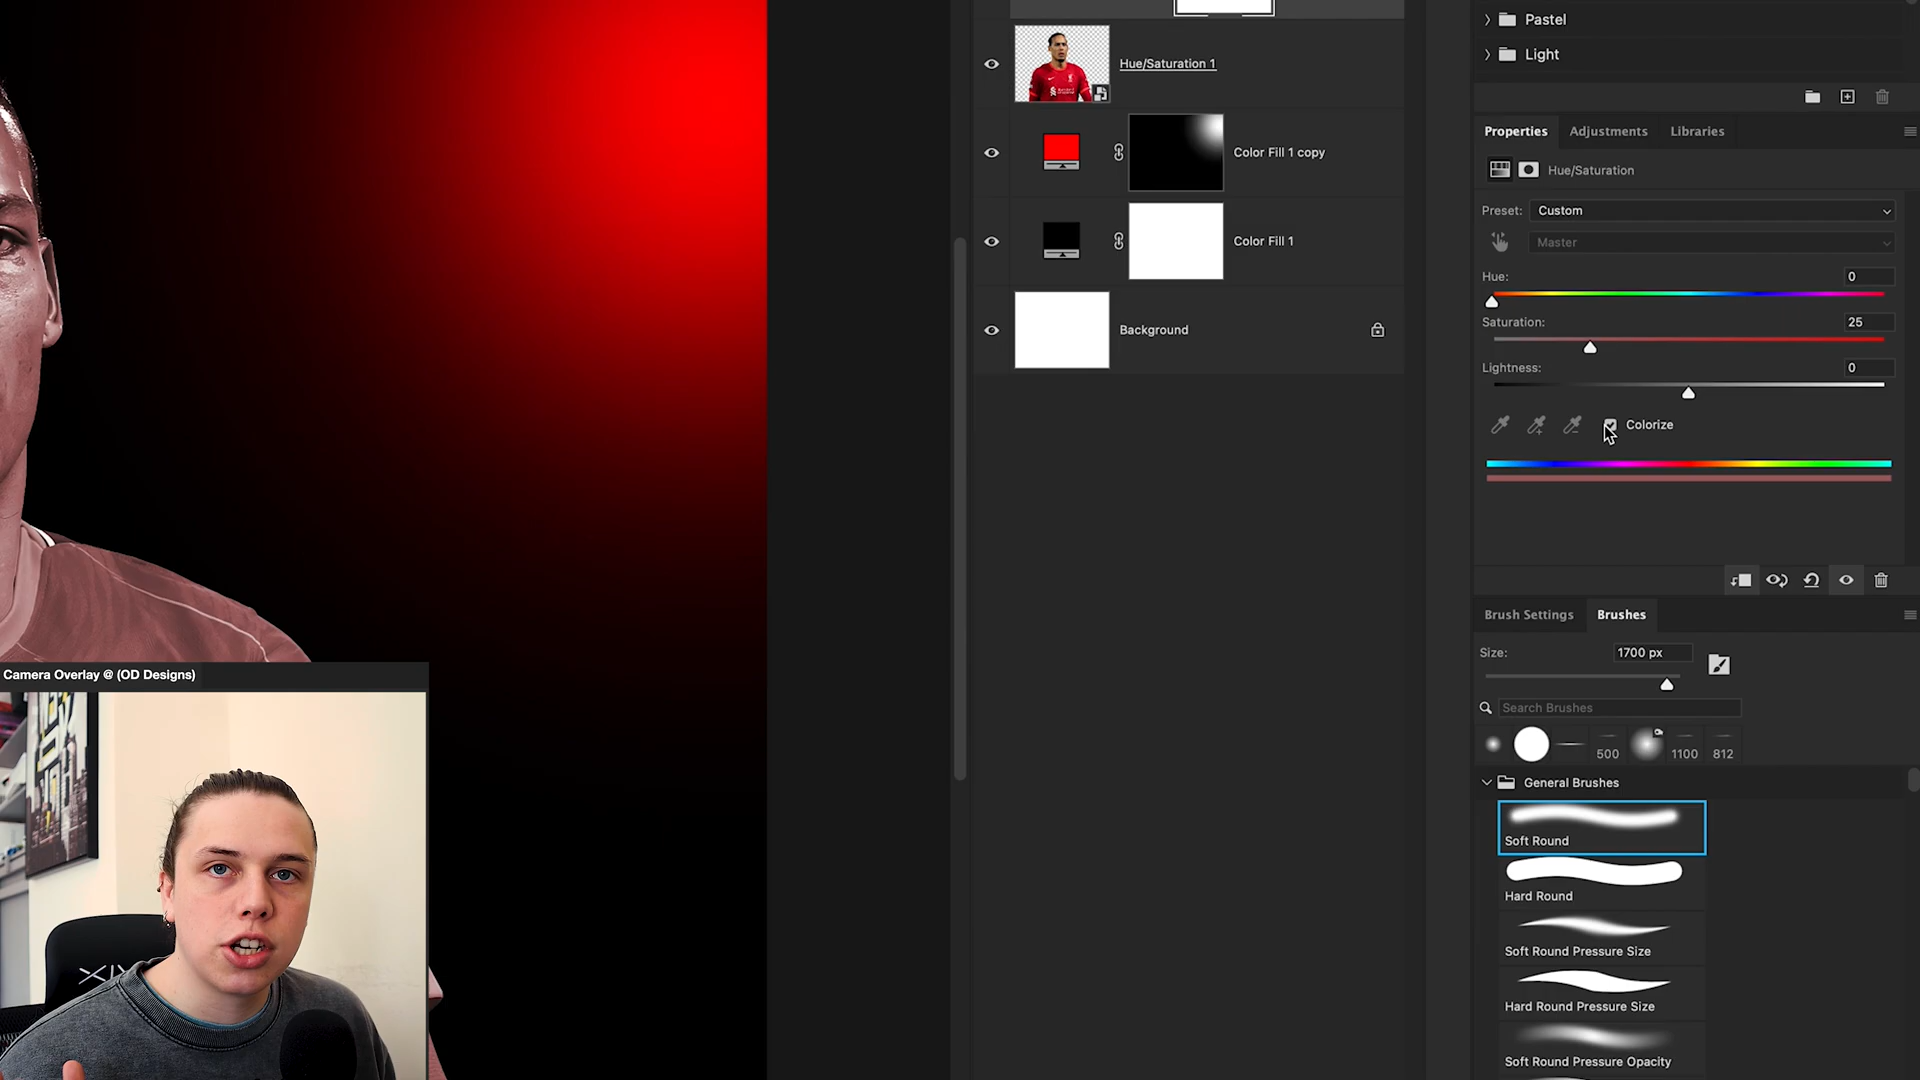 Pastel
Light
Hue/Saturation 1
Color Fill 1 copy
Color Fill 1
Background
Properties Adjustments Libraries
Hue/Saturation
Preset: Custom
Master
Hue: 0
Saturation: 25
Lightness: 0
Colorize
Brush Settings Brushes
Size: 1700 px
Search Brushes
500 1100 812
General Brushes
Soft Round
Hard Round
Soft Round Pressure Size
Hard Round Pressure Size
Soft Round Pressure Opacity
Camera Overlay @ (OD Designs)